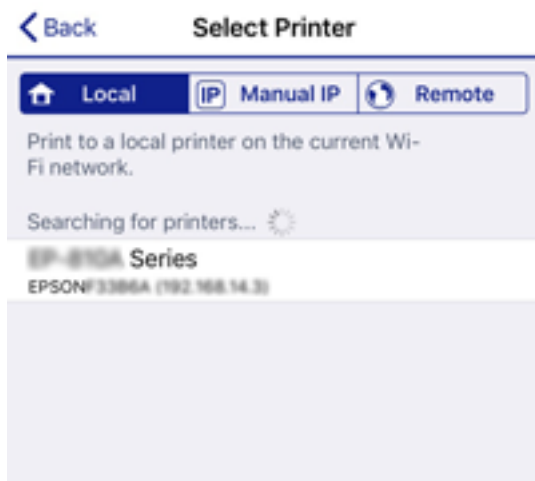 Back
Select Printer
Local
IP Manual IP
Remote
Print to a local printer on the current Wi-
Fi network.
Searching for printers...
Series
EPSON